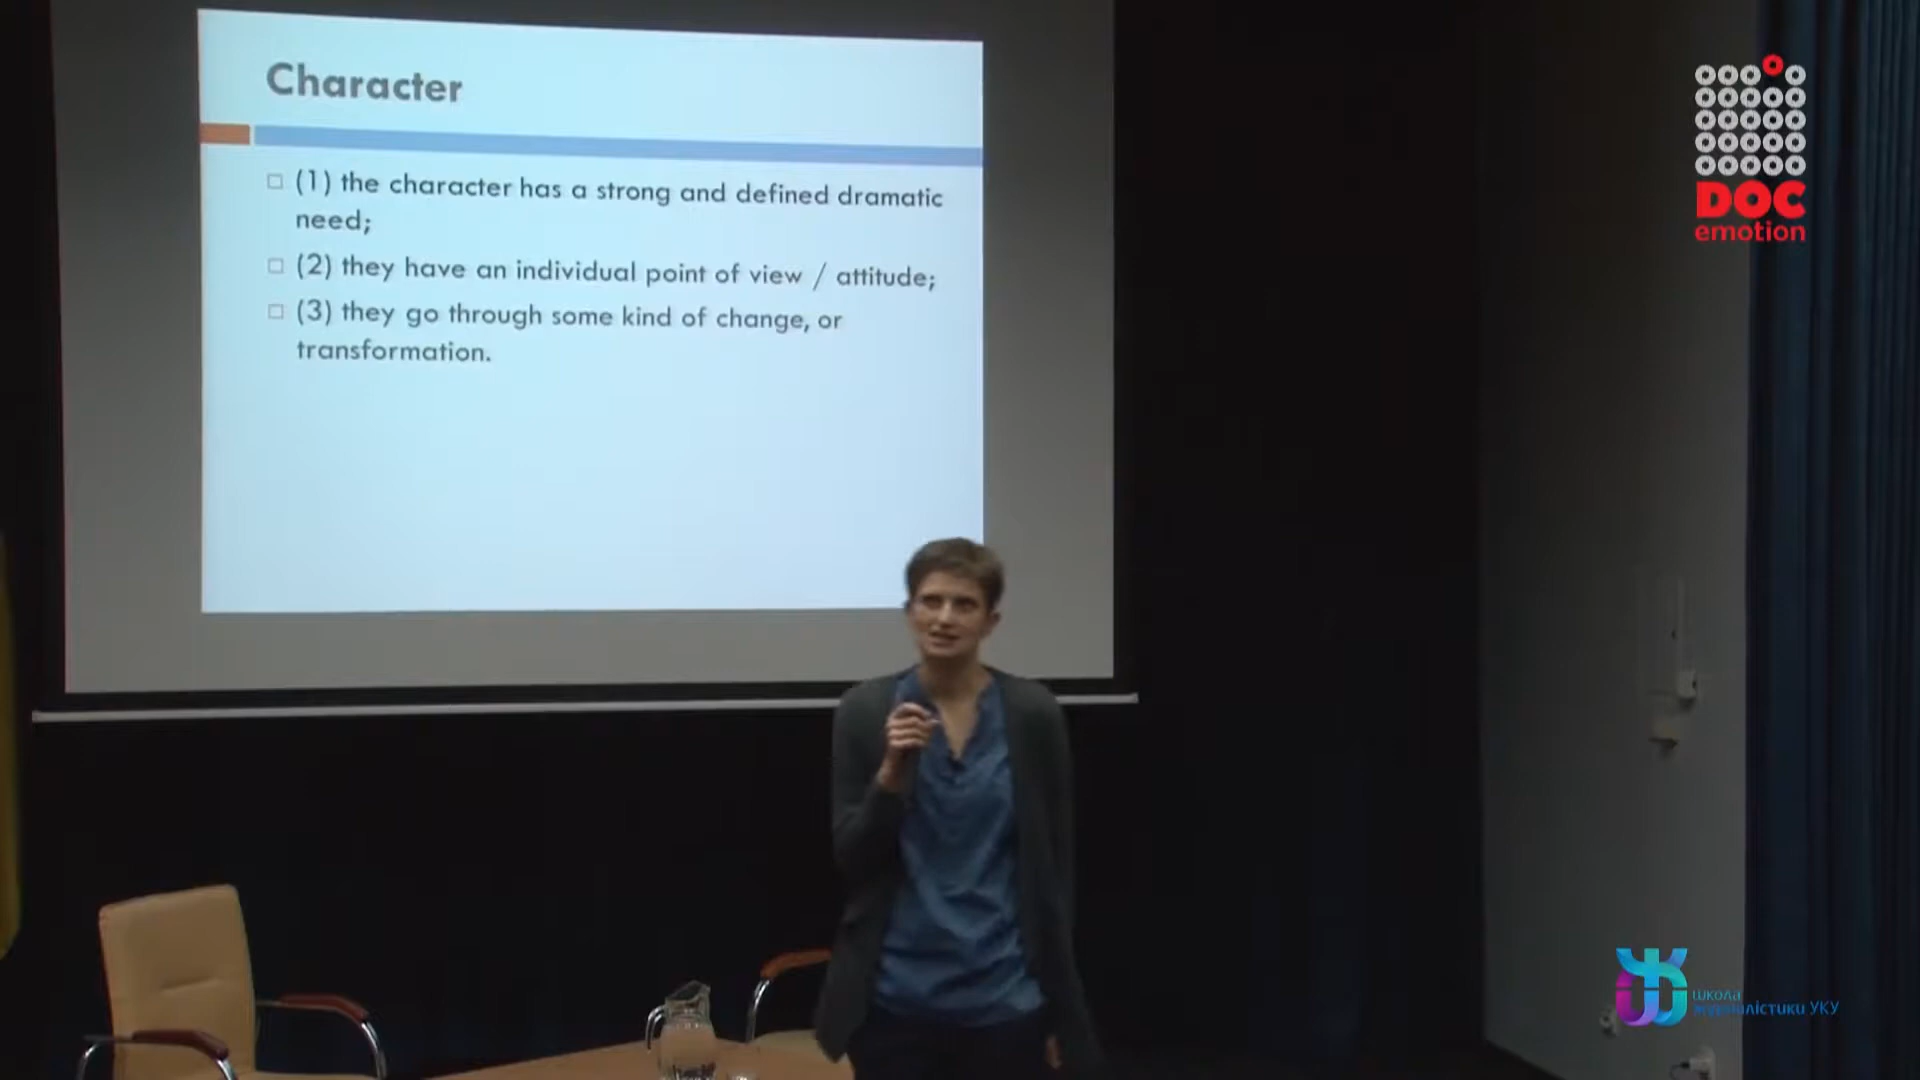 Character
(1) the character has a strong and defined dramatic
need;
(2) they have an individual point of view / attitude;
(3) they go through some kind of change, or
transformation.
DOC
emotion
школа
журналістики УКУ